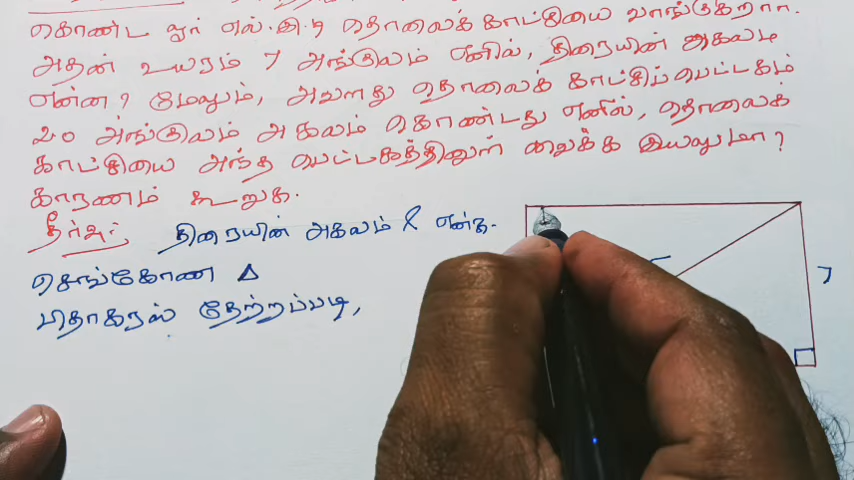 கொண்ட ஓர் எல்.இ.டி தொலைக்காட்சியை வாங்குகிறார்.
அதன் உயரம் 7 அங்குலம் எனில், திரையின் அகலம்
என்ன? மேலும், அவளது தொலைக் காட்சிப் பெட்டகம்
20 அங்குலம் அகலம் கொண்டது எனில், தொலைக்
காட்சியை அந்த பெட்டகத்தினுள் வைக்க இயலுமா?
காரணம் கூறுக.
தீர்வு: திரையின் அகலம் x என்க.
செங்கோண Δ
பிதாகரஸ் தேற்றப்படி,
7